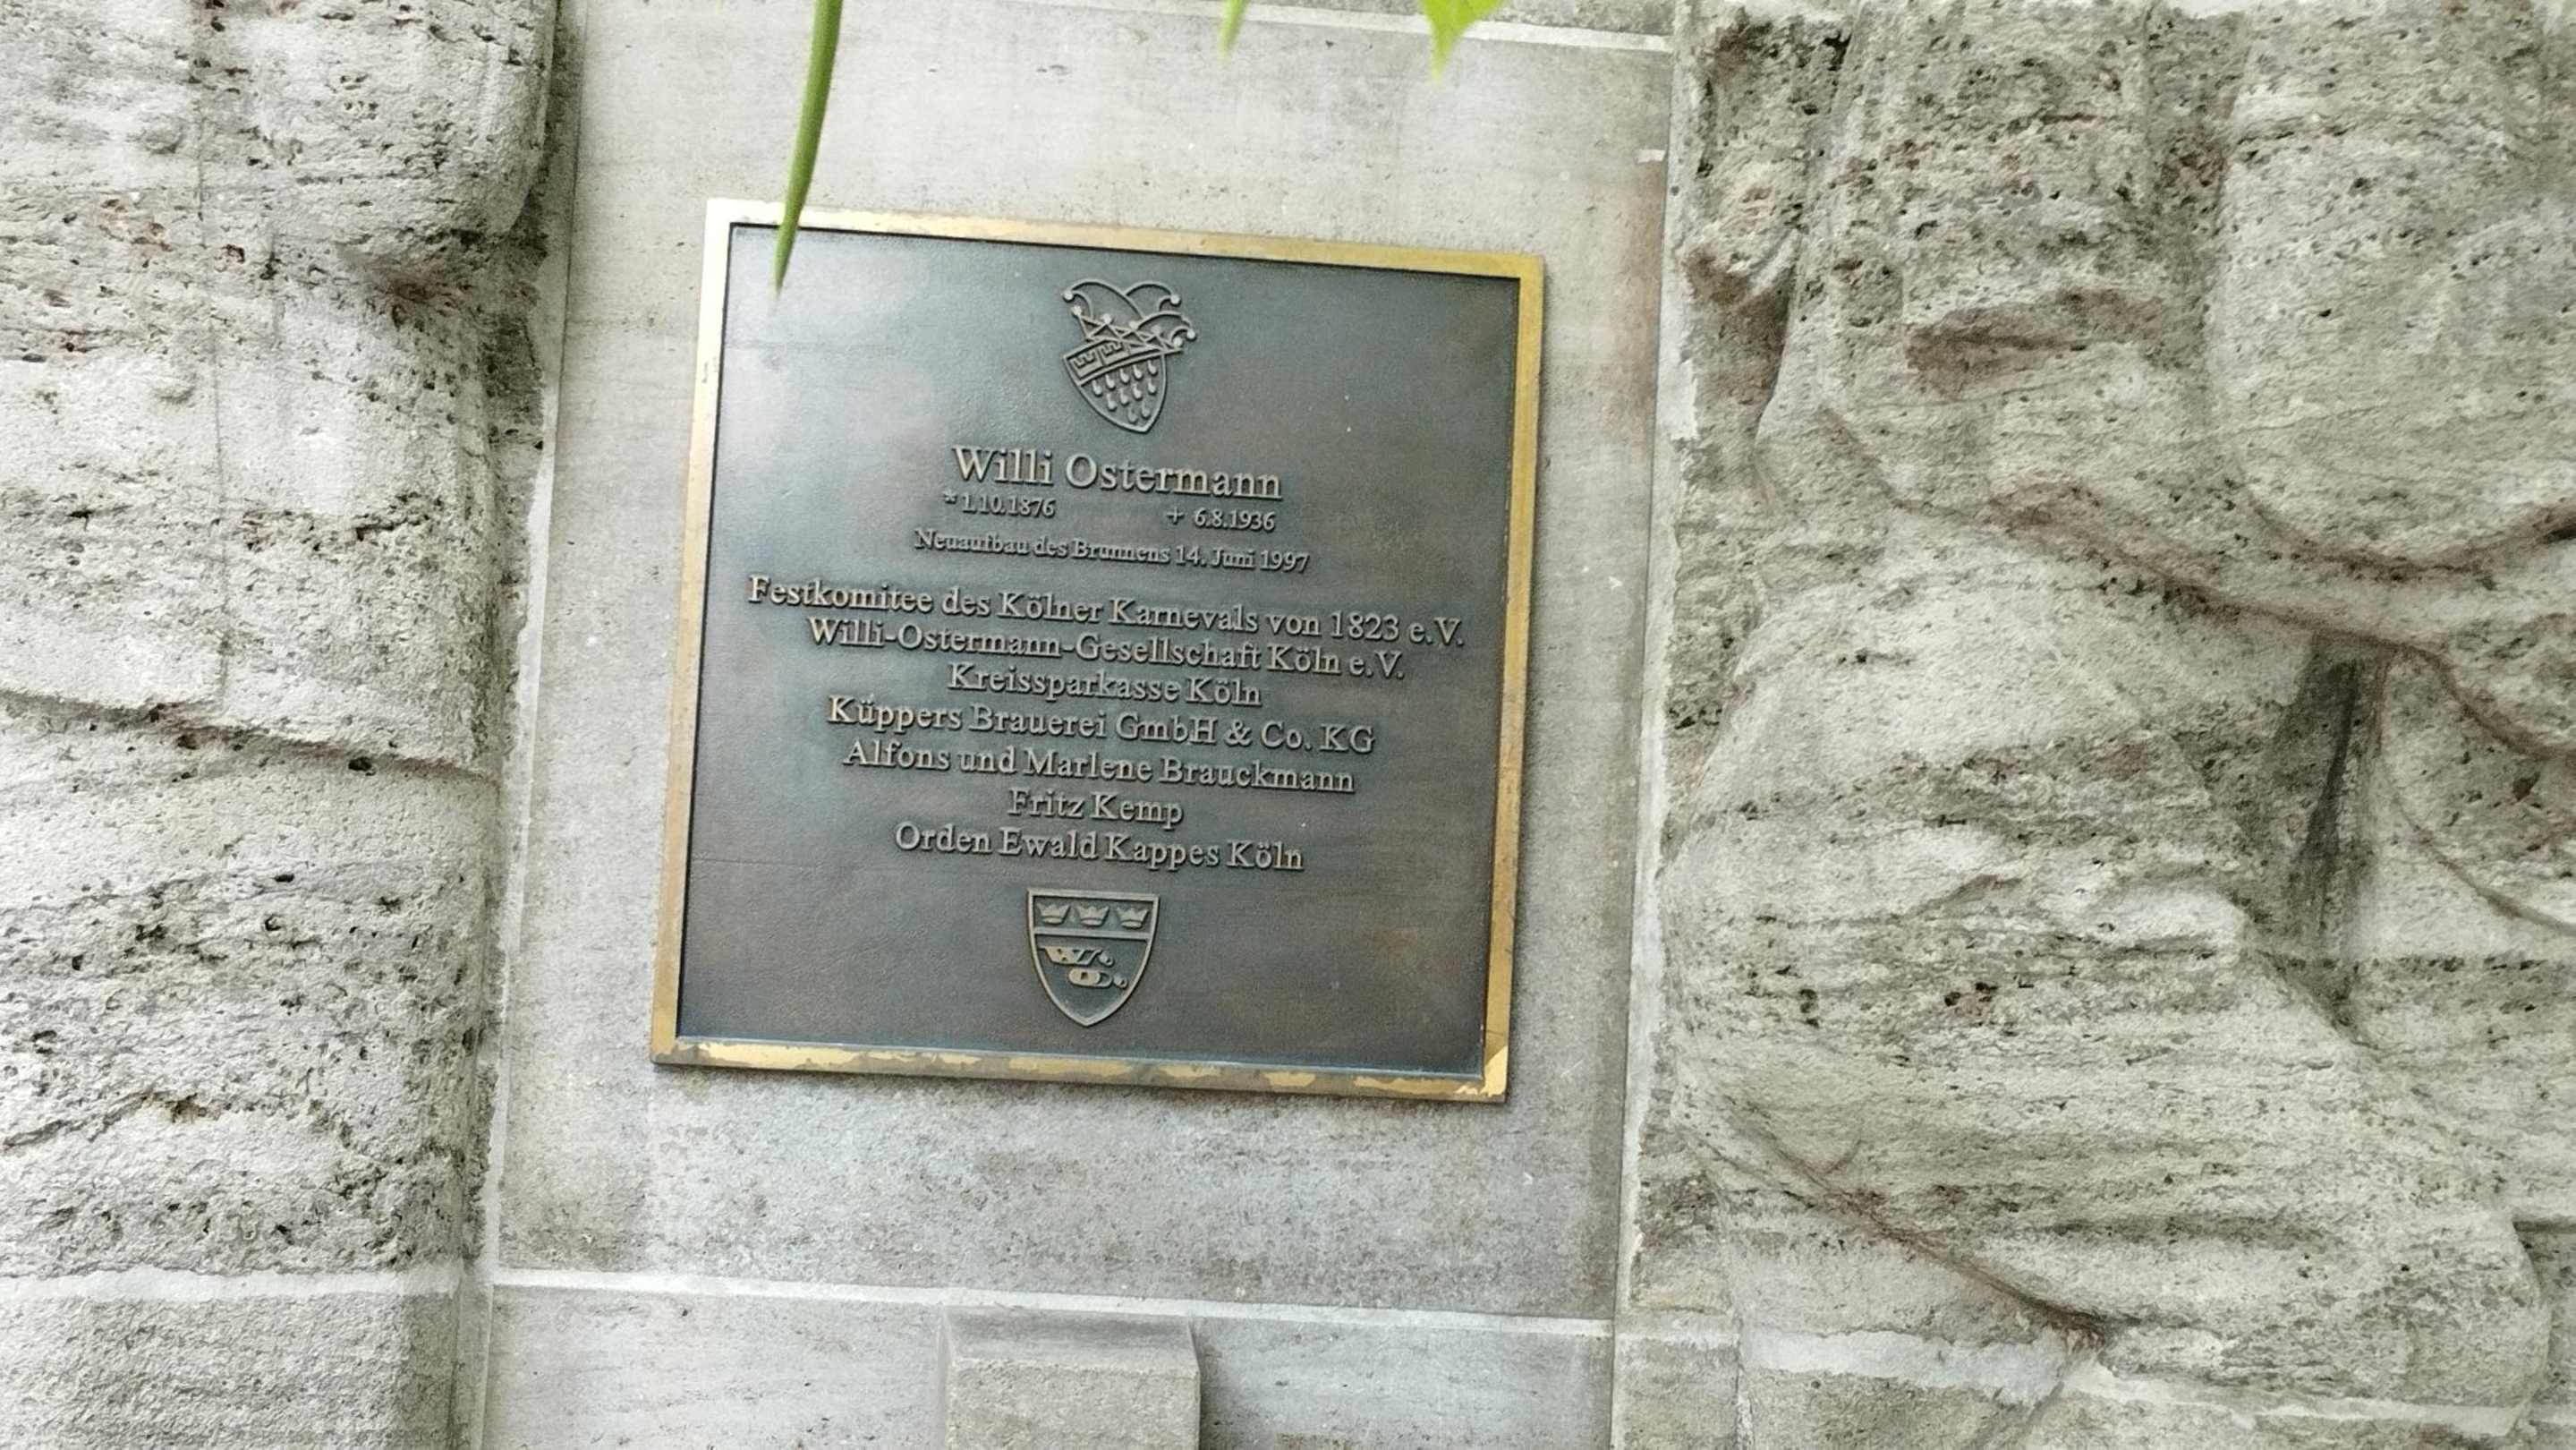 Willi Ostermann
* 1.10.1876 + 6.8.1936
Neuaufbau des Brunnens 14. Juni 1997
Festkomitee des Kölner Karnevals von 1823 e.V.
Willi-Ostermann-Gesellschaft Köln e.V.
Kreissparkasse Köln
Küppers Brauerei GmbH & Co. KG
Alfons und Marlene Brauckmann
Fritz Kemp
Orden Ewald Kappes Köln
W.
O.